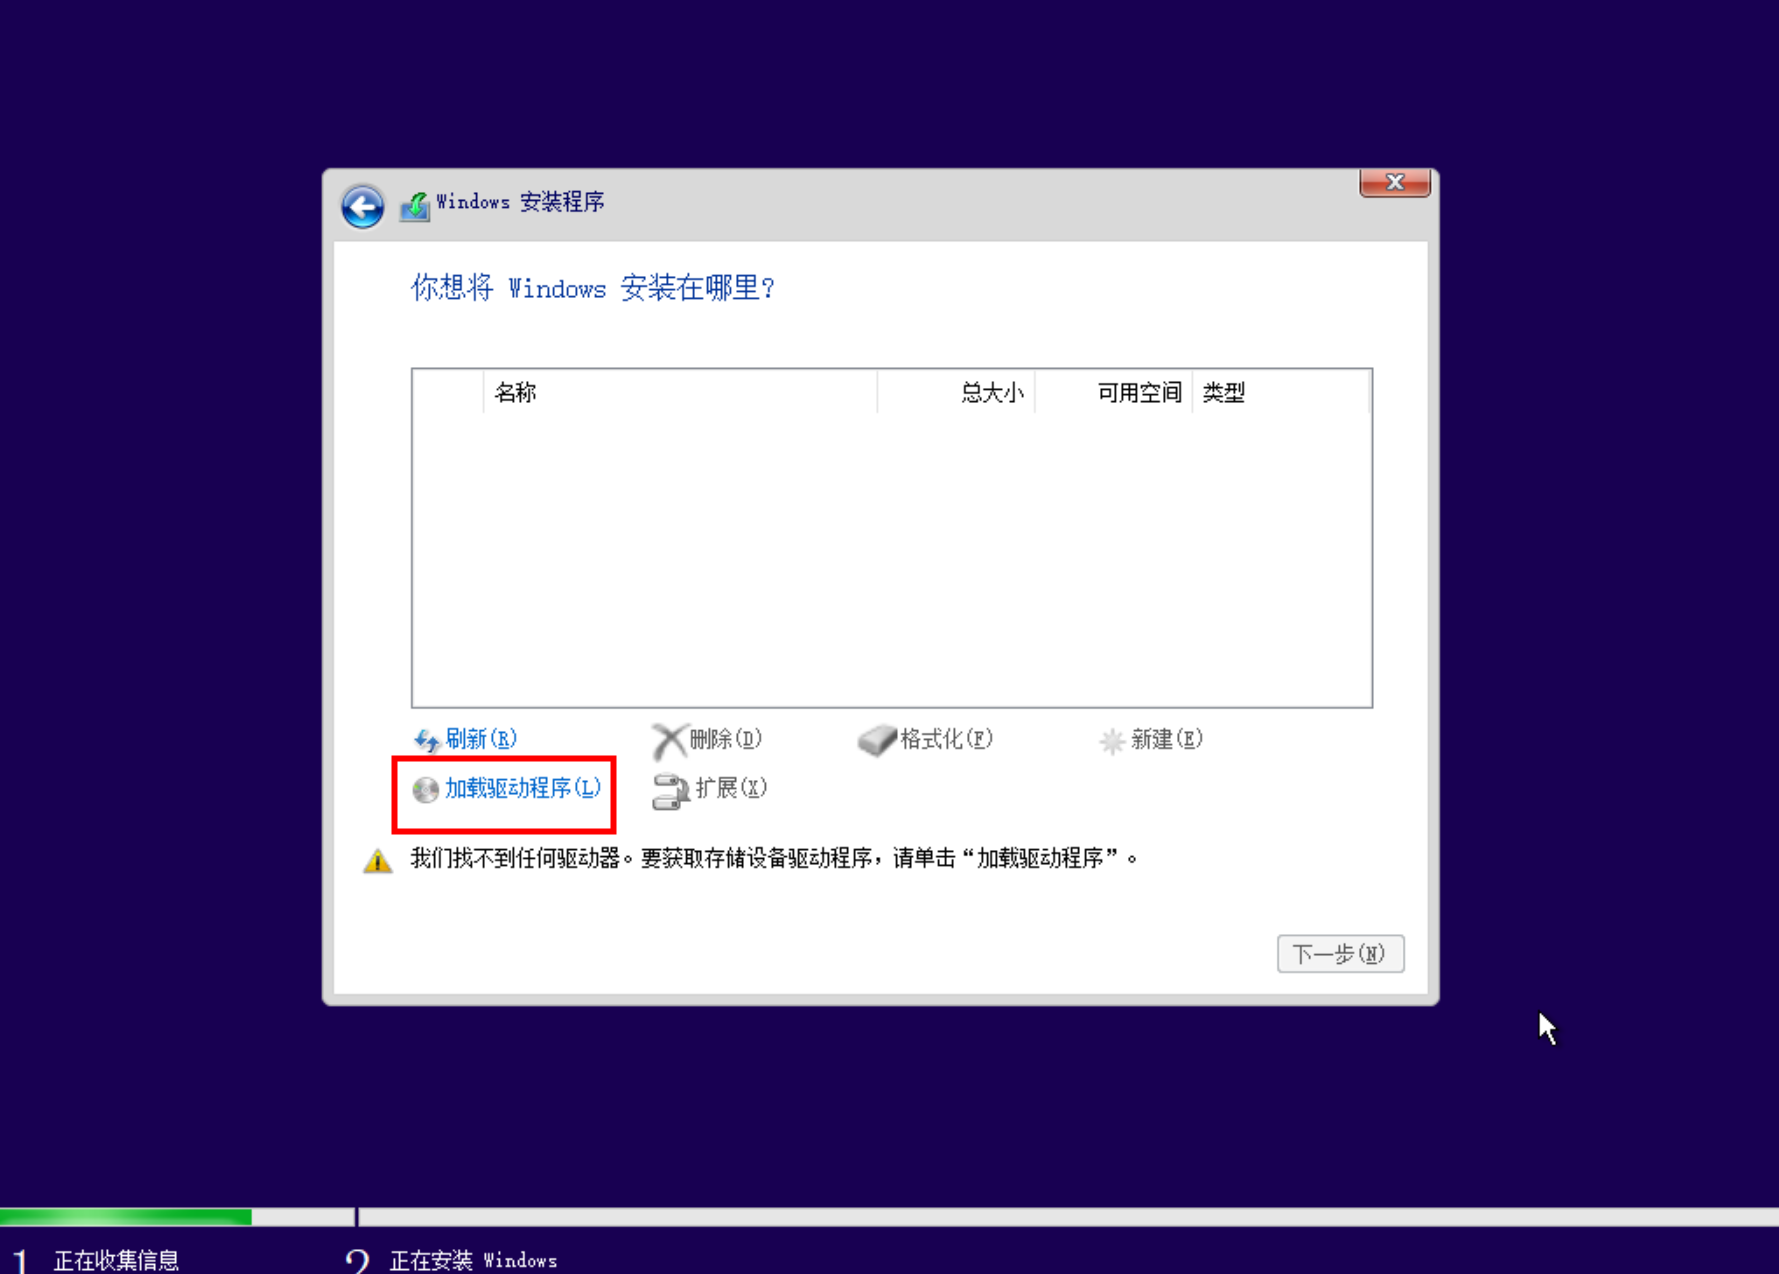 Windows 安装程序
你想将 Windows 安装在哪里?
名称 总大小 可用空间 类型
刷新(R) 删除(D) 格式化(F) 新建(E)
加载驱动程序(L) 扩展(X)
我们找不到任何驱动器。要获取存储设备驱动程序，请单击“加载驱动程序”。
下一步(N)
1 正在收集信息 2 正在安装 Windows